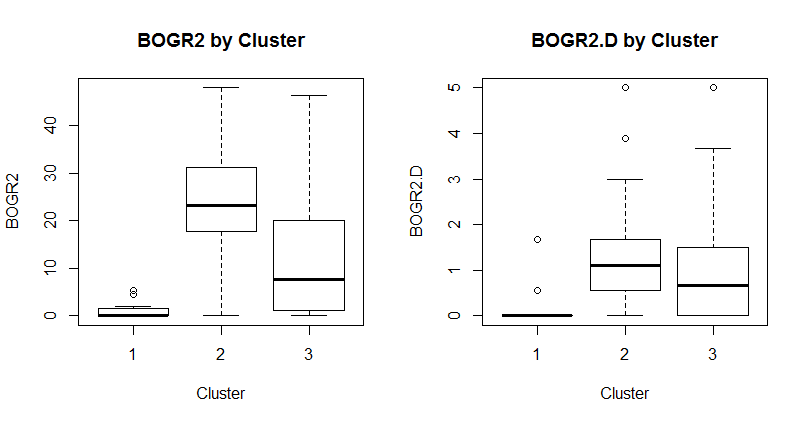 BOGR2 by Cluster
BOGR2
40
30
20
10
0
1 2 3
Cluster
BOGR2.D by Cluster
BOGR2.D
5
4
3
2
1
0
1 2 3
Cluster